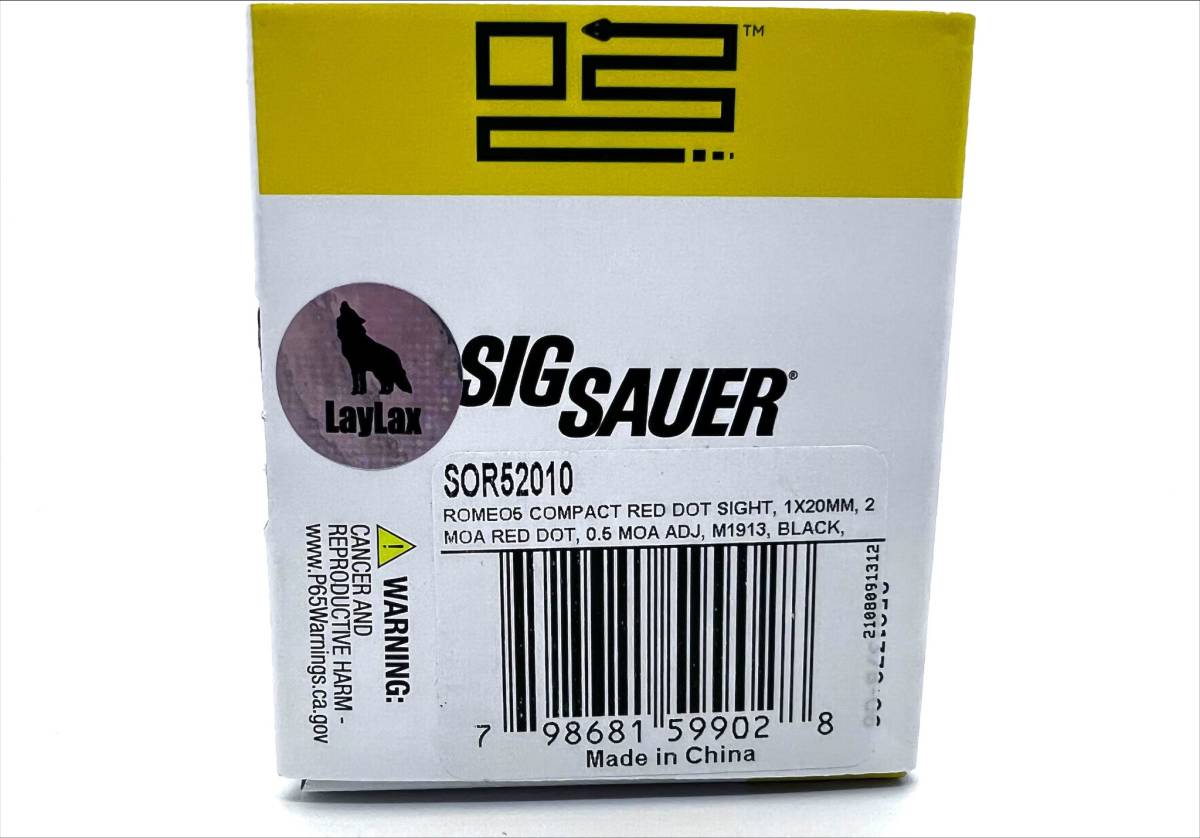 ™
LayLax
SIG SAUER®
SOR52010
ROMEO5 COMPACT RED DOT SIGHT, 1X20MM, 2
MOA RED DOT, 0.5 MOA ADJ, M1913, BLACK,
WARNING:
CANCER AND
REPRODUCTIVE HARM -
www.P65Warnings.ca.gov
2108091312
7 98681 59902 8
Made in China